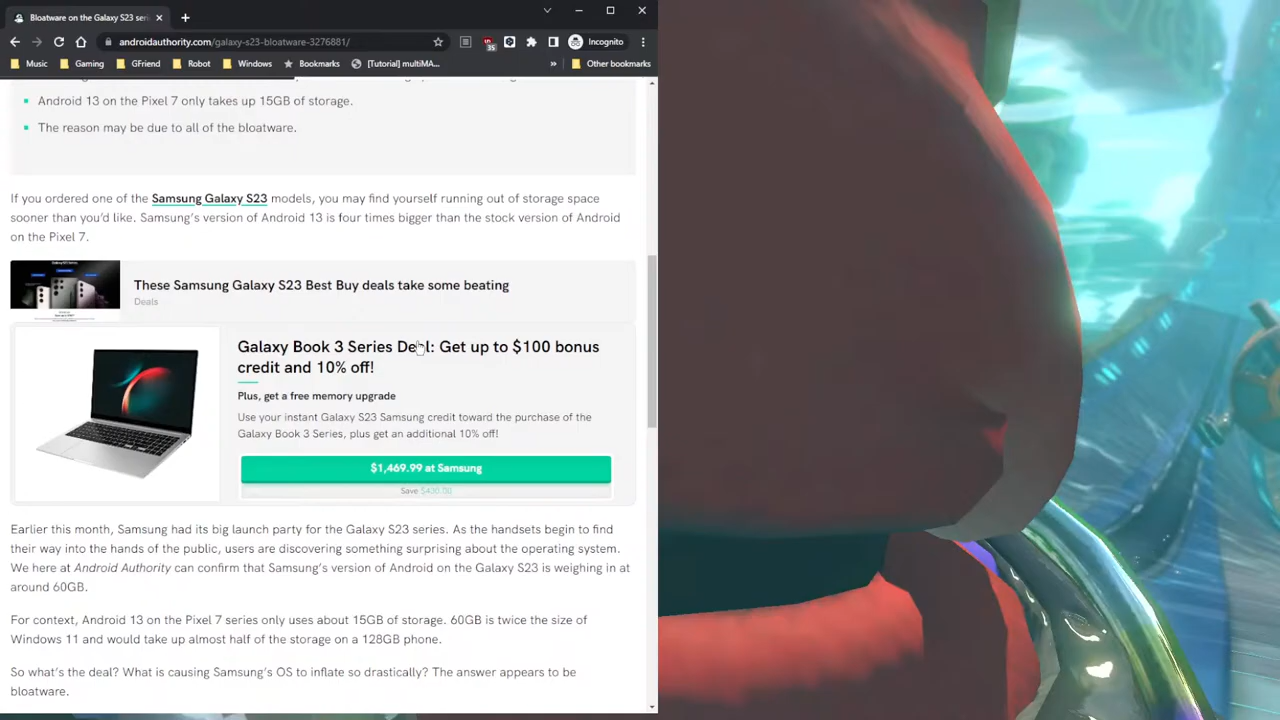 Bloatware on the Galaxy S23 seri
androidauthority.com/galaxy-s23-bloatware-3276881/
35
Incognito
Music
Gaming
GFriend
Robot
Windows
Bookmarks
[Tutorial] multiMA...
»
Other bookmarks
Android 13 on the Pixel 7 only takes up 15GB of storage.
The reason may be due to all of the bloatware.
If you ordered one of the Samsung Galaxy S23 models, you may find yourself running out of storage space
sooner than you'd like. Samsung's version of Android 13 is four times bigger than the stock version of Android
on the Pixel 7.
These Samsung Galaxy S23 Best Buy deals take some beating
Deals
Galaxy Book 3 Series Deal: Get up to $100 bonus
credit and 10% off!
Plus, get a free memory upgrade
Use your instant Galaxy S23 Samsung credit toward the purchase of the
Galaxy Book 3 Series, plus get an additional 10% off!
$1,469.99 at Samsung
Save $430.00
Earlier this month, Samsung had its big launch party for the Galaxy S23 series. As the handsets begin to find
their way into the hands of the public, users are discovering something surprising about the operating system.
We here at Android Authority can confirm that Samsung's version of Android on the Galaxy S23 is weighing in at
around 60GB.
For context, Android 13 on the Pixel 7 series only uses about 15GB of storage. 60GB is twice the size of
Windows 11 and would take up almost half of the storage on a 128GB phone.
So what's the deal? What is causing Samsung's OS to inflate so drastically? The answer appears to be
bloatware.